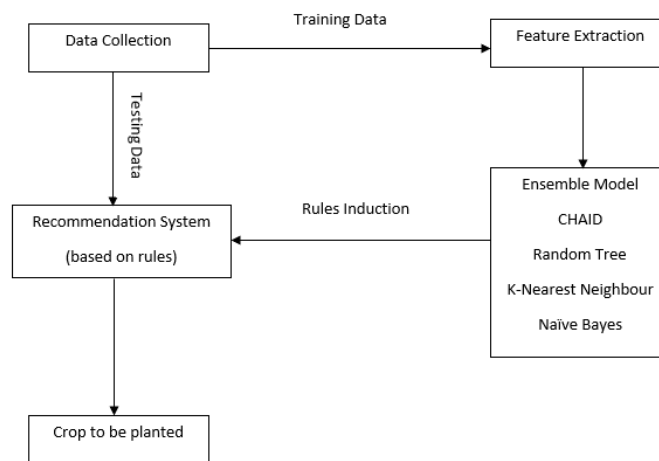 Training Data
Data Collection
Feature Extraction
Testing Data
Ensemble Model
CHAID
Random Tree
K-Nearest Neighbour
Naïve Bayes
Rules Induction
Recommendation System
(based on rules)
Crop to be planted